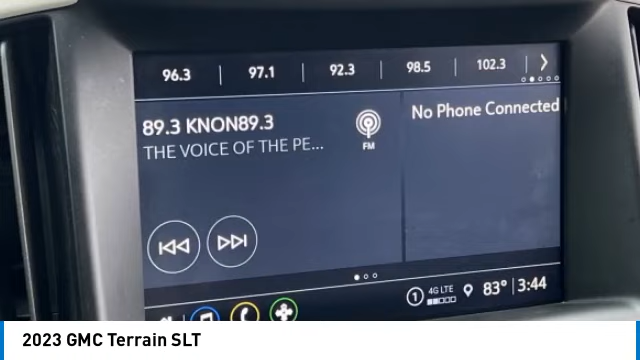 96.3 | 97.1 | 92.3 | 98.5 | 102.3
89.3 KNON89.3
THE VOICE OF THE PE...
FM
No Phone Connected
1 4G LTE 83° | 3:44
2023 GMC Terrain SLT